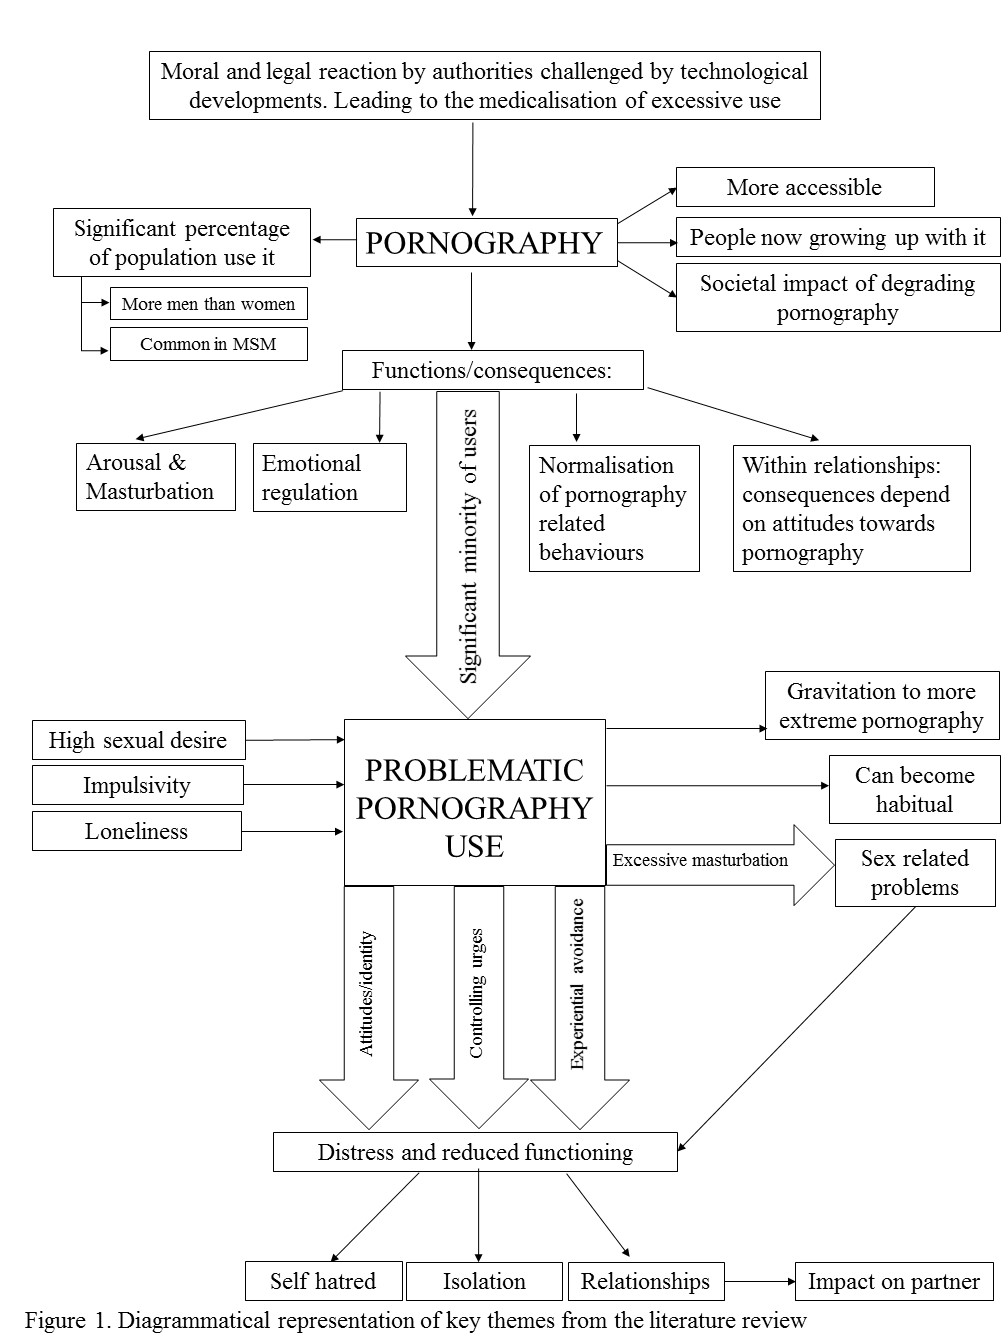 Moral and legal reaction by authorities challenged by technological
developments. Leading to the medicalisation of excessive use
More accessible
Significant percentage
of population use it
PORNOGRAPHY
People now growing up with it
Societal impact of degrading
pornography
More men than women
Common in MSM
Functions/consequences:
Arousal &
Masturbation
Emotional
regulation
Significant minority of users
Normalisation
of pornography
related
behaviours
Within relationships:
consequences depend
on attitudes towards
pornography
Gravitation to more
extreme pornography
High sexual desire
Impulsivity
Loneliness
PROBLEMATIC
PORNOGRAPHY
USE
Can become
habitual
Excessive masturbation
Sex related
problems
Attitudes/identity
Controlling urges
Experiential avoidance
Distress and reduced functioning
Self hatred
Isolation
Relationships
Impact on partner
Figure 1. Diagrammatical representation of key themes from the literature review